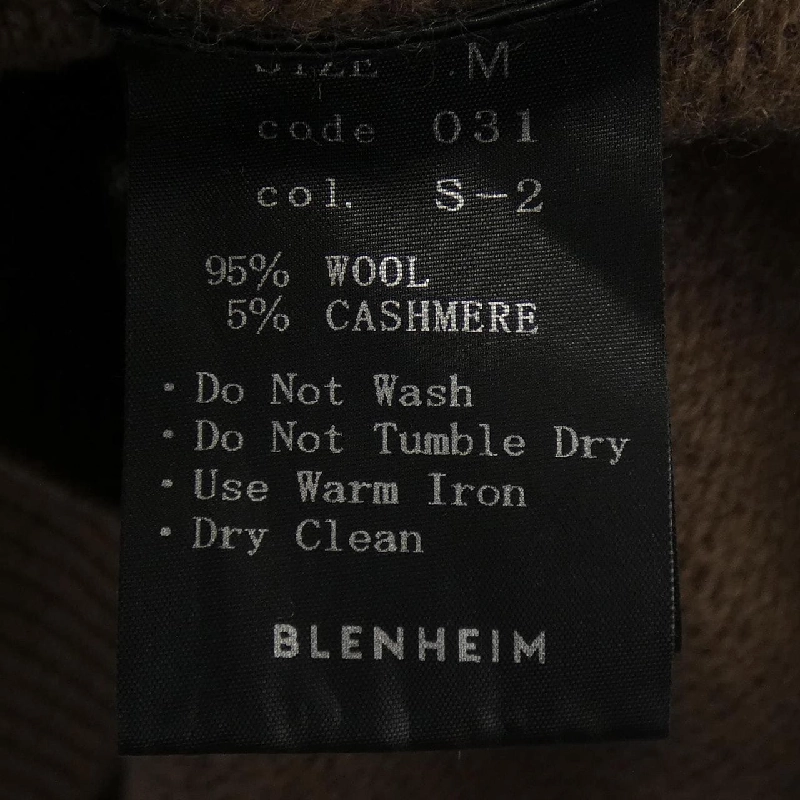 SIZE M
code 031
col. S-2
95% WOOL
5% CASHMERE
・Do Not Wash
・Do Not Tumble Dry
・Use Warm Iron
・Dry Clean
BLENHEIM